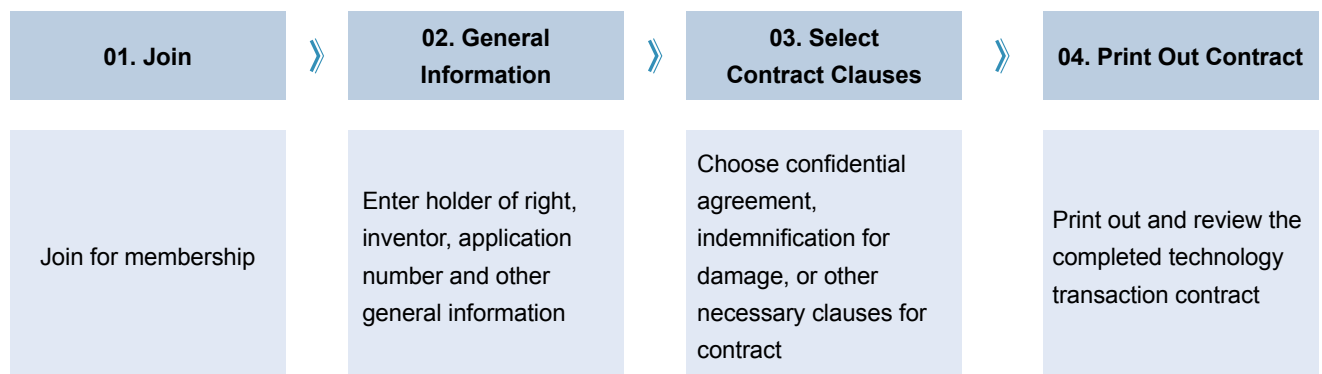 01. Join
02. General
Information
03. Select
Contract Clauses
04. Print Out Contract
Join for membership
Enter holder of right,
inventor, application
number and other
general information
Choose confidential
agreement,
indemnification for
damage, or other
necessary clauses for
contract
Print out and review the
completed technology
transaction contract